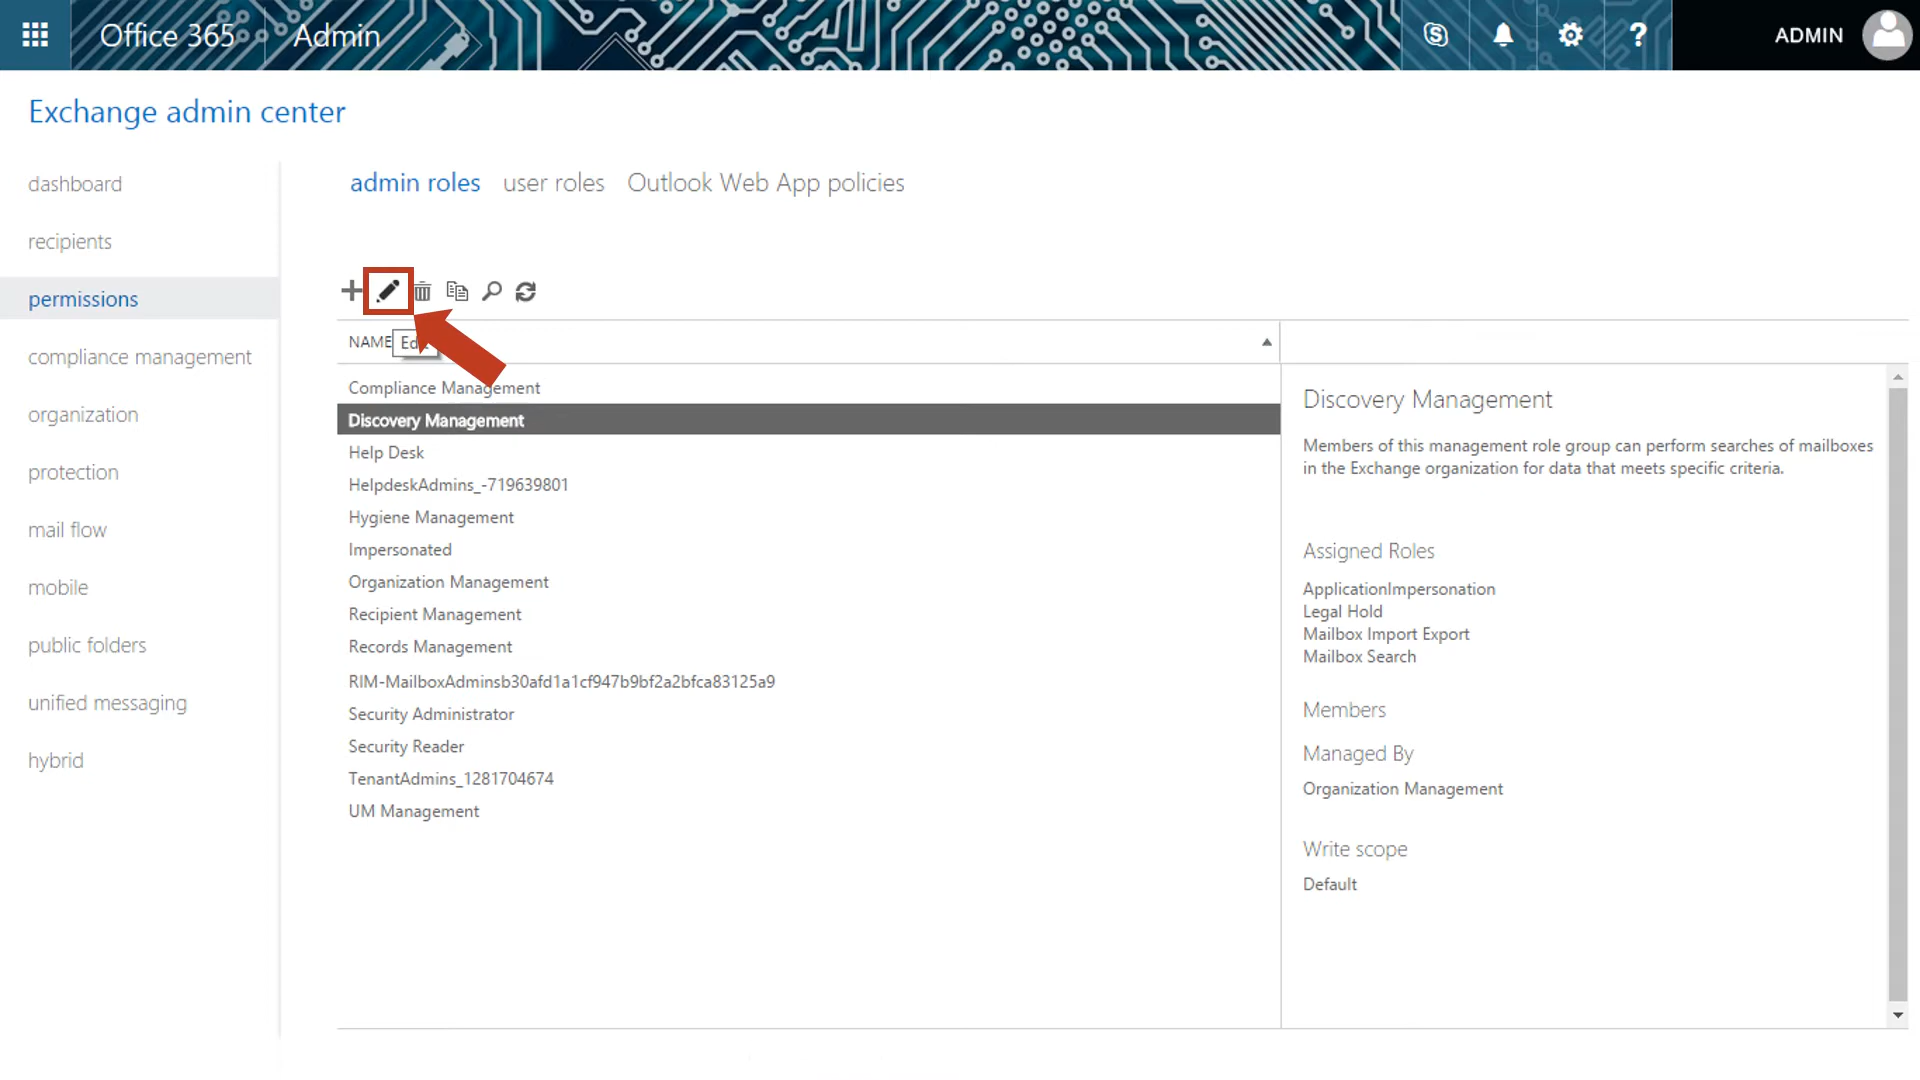 Office 365 Admin ADMIN
Exchange admin center
dashboard
recipients
permissions
compliance management
organization
protection
mail flow
mobile
public folders
unified messaging
hybrid
admin roles user roles Outlook Web App policies
NAME
Compliance Management
Discovery Management
Help Desk
HelpdeskAdmins_-719639801
Hygiene Management
Impersonated
Organization Management
Recipient Management
Records Management
RIM-MailboxAdminsb30afd1a1cf947b9bf2a2bfca83125a9
Security Administrator
Security Reader
TenantAdmins_1281704674
UM Management
Discovery Management
Members of this management role group can perform searches of mailboxes
in the Exchange organization for data that meets specific criteria.
Assigned Roles
ApplicationImpersonation
Legal Hold
Mailbox Import Export
Mailbox Search
Members
Managed By
Organization Management
Write scope
Default